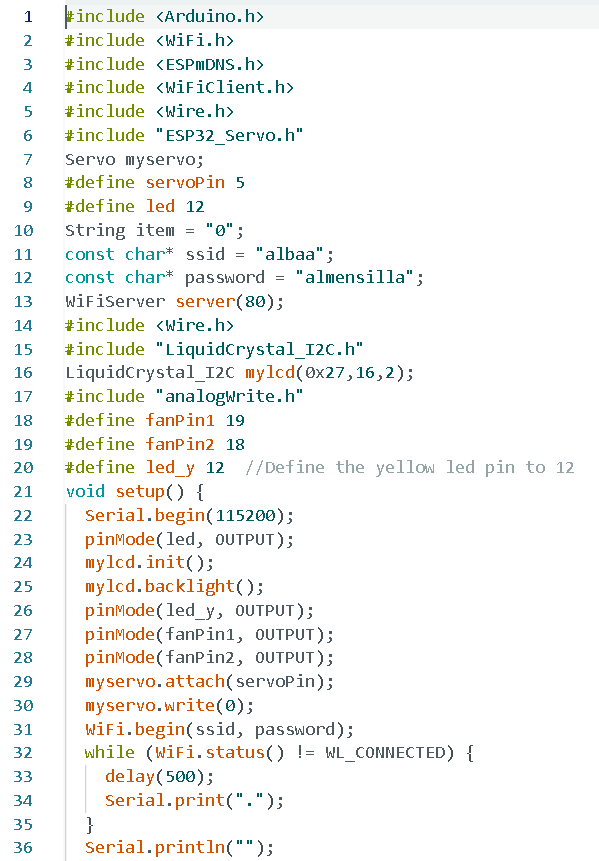 1 #include <Arduino.h>
2 #include <WiFi.h>
3 #include <ESPmDNS.h>
4 #include <WiFiClient.h>
5 #include <Wire.h>
6 #include "ESP32_Servo.h"
7 Servo myservo;
8 #define servoPin 5
9 #define led 12
10 String item = "0";
11 const char* ssid = "albaa";
12 const char* password = "almensilla";
13 WiFiServer server(80);
14 #include <Wire.h>
15 #include "LiquidCrystal_I2C.h"
16 LiquidCrystal_I2C mylcd(0x27,16,2);
17 #include "analogWrite.h"
18 #define fanPin1 19
19 #define fanPin2 18
20 #define led_y 12  //Define the yellow led pin to 12
21 void setup() {
22   Serial.begin(115200);
23   pinMode(led, OUTPUT);
24   mylcd.init();
25   mylcd.backlight();
26   pinMode(led_y, OUTPUT);
27   pinMode(fanPin1, OUTPUT);
28   pinMode(fanPin2, OUTPUT);
29   myservo.attach(servoPin);
30   myservo.write(0);
31   WiFi.begin(ssid, password);
32   while (WiFi.status() != WL_CONNECTED) {
33     delay(500);
34     Serial.print(".");
35   }
36   Serial.println("");